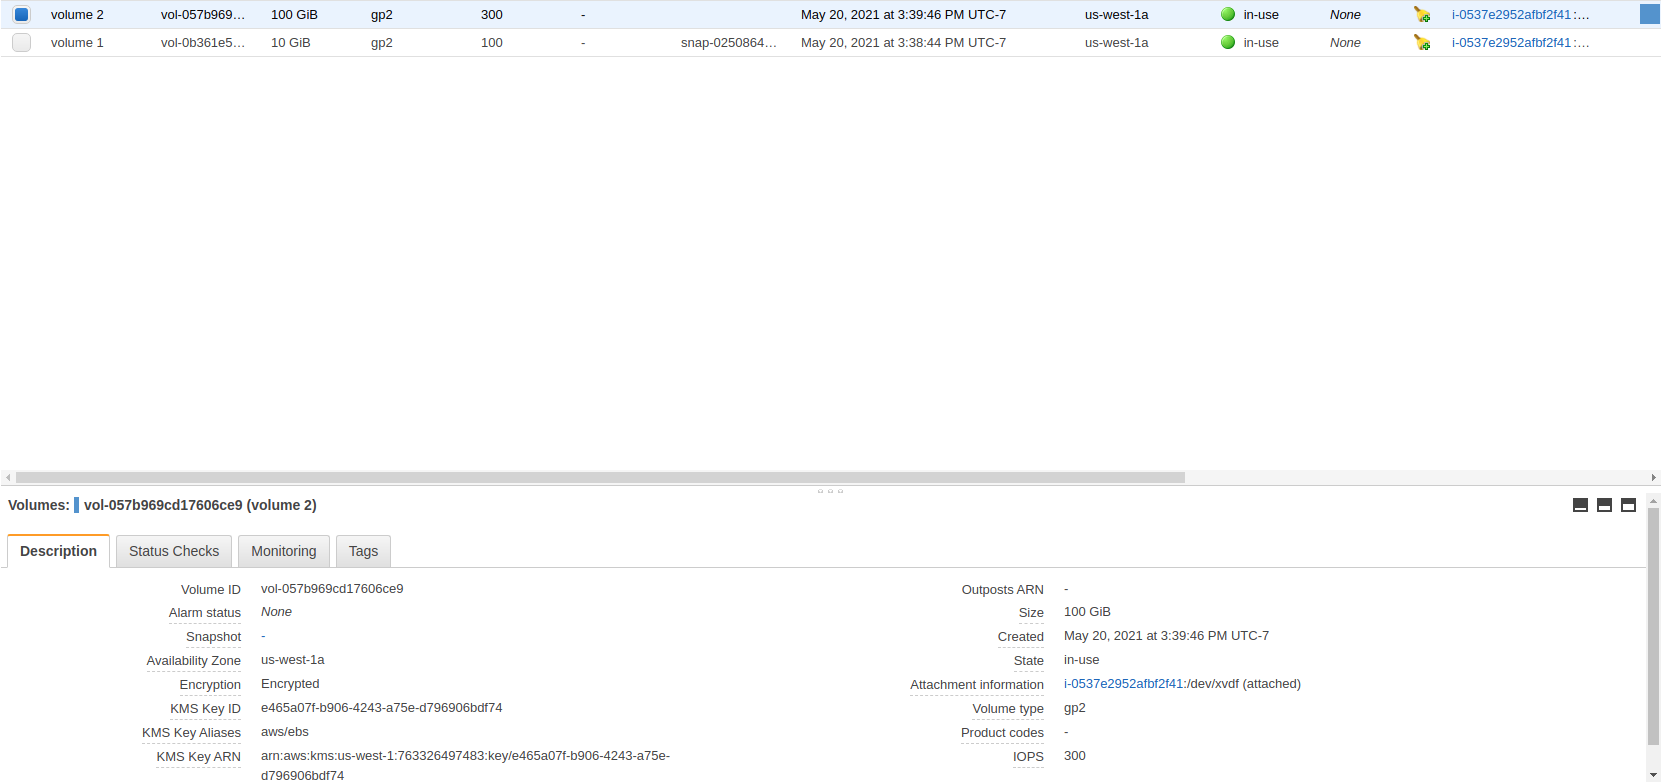 volume 2 vol-057b969… 100 GiB gp2 300 - May 20, 2021 at 3:39:46 PM UTC-7 us-west-1a in-use None i-0537e2952afbf2f41:…
volume 1 vol-0b361e5… 10 GiB gp2 100 - snap-0250864… May 20, 2021 at 3:38:44 PM UTC-7 us-west-1a in-use None i-0537e2952afbf2f41:…
Volumes: vol-057b969cd17606ce9 (volume 2)
Description Status Checks Monitoring Tags
Volume ID vol-057b969cd17606ce9 Outposts ARN -
Alarm status None Size 100 GiB
Snapshot - Created May 20, 2021 at 3:39:46 PM UTC-7
Availability Zone us-west-1a State in-use
Encryption Encrypted Attachment information i-0537e2952afbf2f41:/dev/xvdf (attached)
KMS Key ID e465a07f-b906-4243-a75e-d796906bdf74 Volume type gp2
KMS Key Aliases aws/ebs Product codes -
KMS Key ARN arn:aws:kms:us-west-1:763326497483:key/e465a07f-b906-4243-a75e- IOPS 300
d796906bdf74